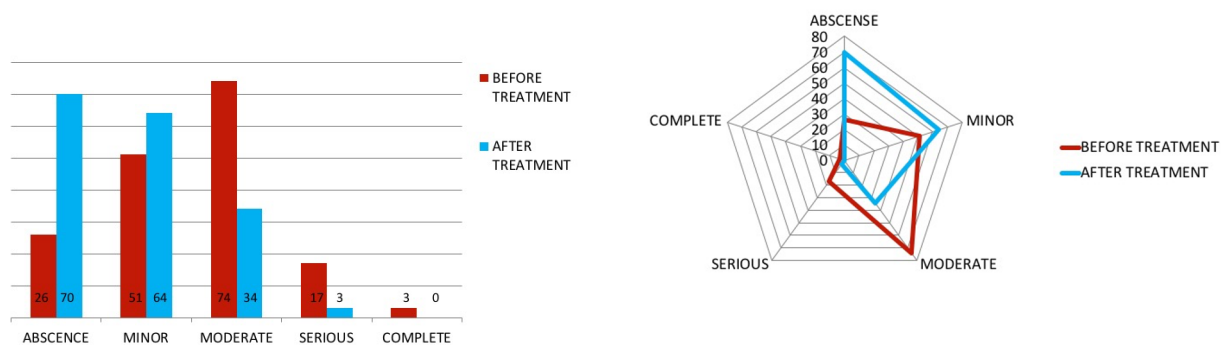 BEFORE
TREATMENT
AFTER
TREATMENT
26 70 51 64 74 34 17 3 3 0
ABSCENCE MINOR MODERATE SERIOUS COMPLETE
ABSCENSE
80
70
60
50
40
30
20
10
0
COMPLETE
MINOR
SERIOUS
MODERATE
BEFORE TREATMENT
AFTER TREATMENT